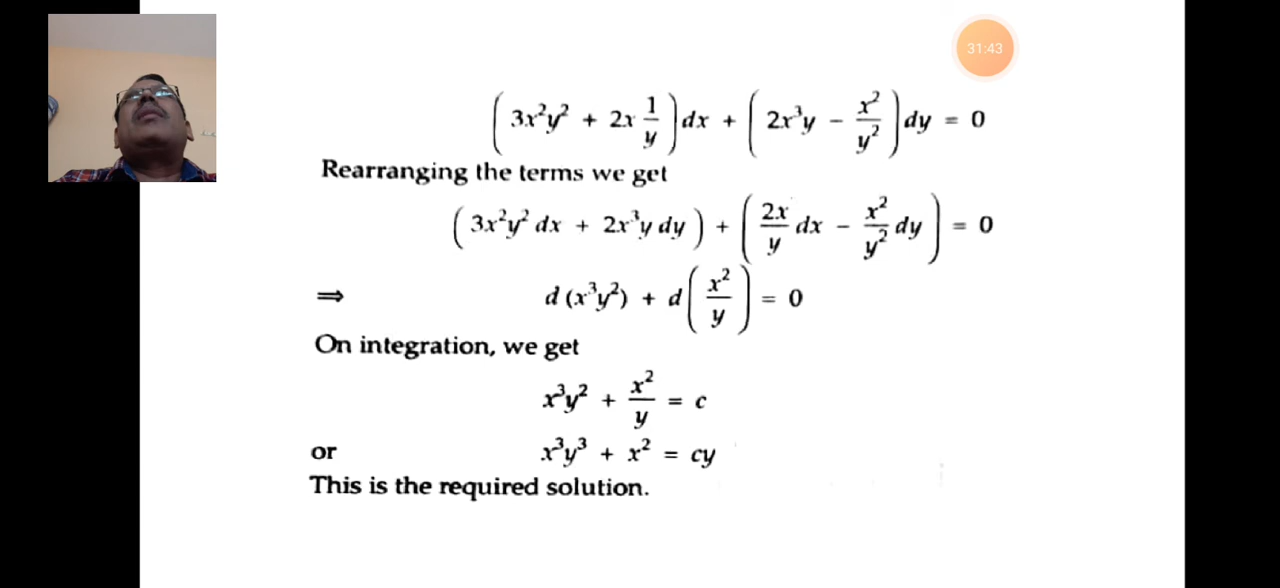 31:43
(3x²y² + 2x 1/y) dx + (2x³y − x²/y²) dy = 0
Rearranging the terms we get
(3x²y² dx + 2x³y dy) + (2x/y dx − x²/y² dy) = 0
⇒ d(x³y²) + d(x²/y) = 0
On integration, we get
x³y² + x²/y = c
or x³y³ + x² = cy
This is the required solution.